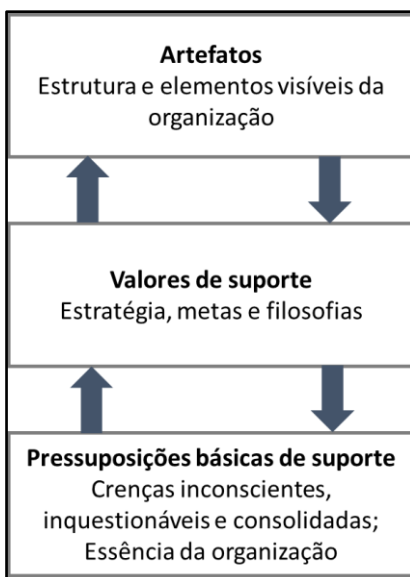 Artefatos
Estrutura e elementos visíveis da
organização
Valores de suporte
Estratégia, metas e filosofias
Pressuposições básicas de suporte
Crenças inconscientes,
inquestionáveis e consolidadas;
Essência da organização